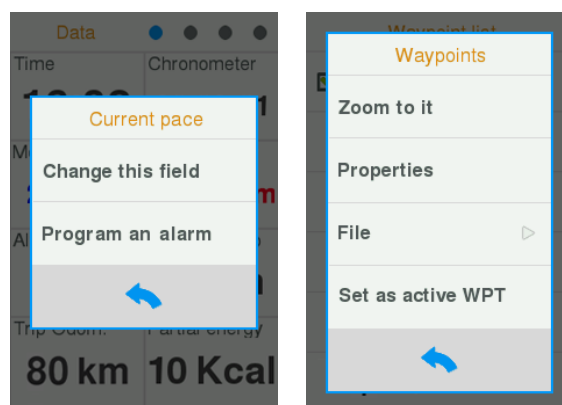 Data
Time
Chronometer
Current pace
Change this field
Program an alarm
Trip Odom.
Partial energy
80 km
10 Kcal
Waypoint list
Waypoints
Zoom to it
Properties
File
Set as active WPT